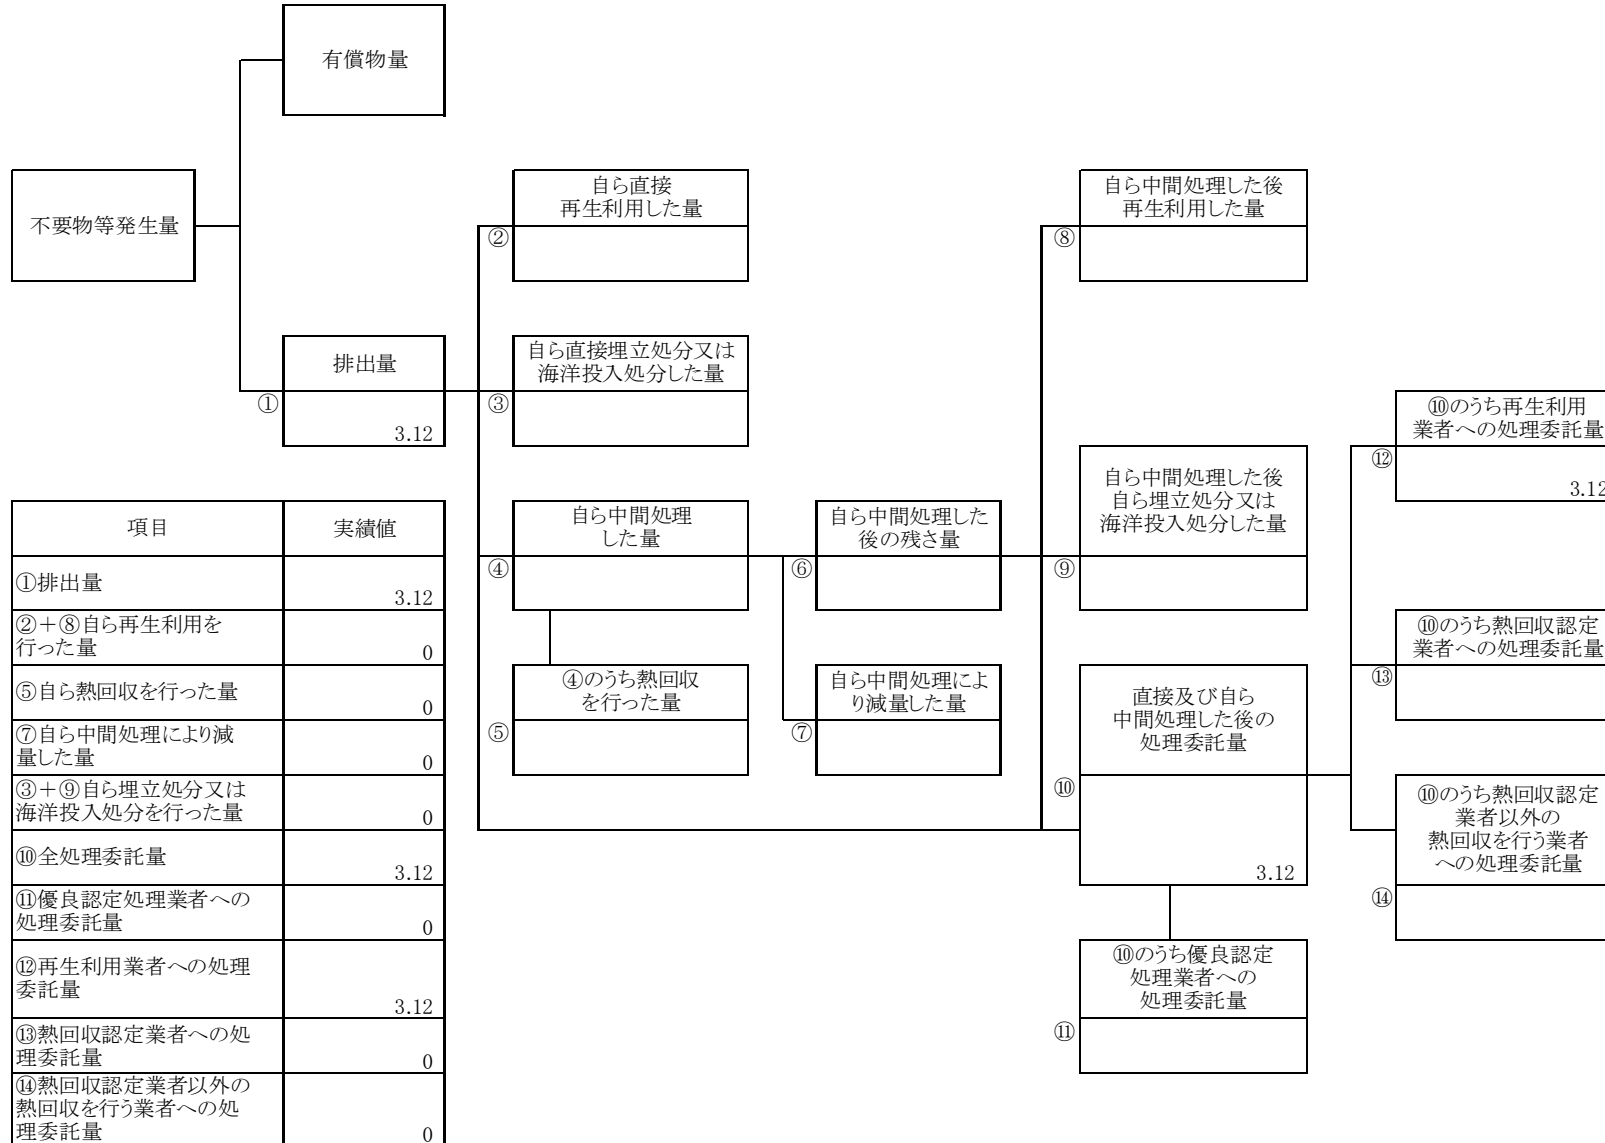 有償物量
不要物等発生量
自ら直接
再生利用した量
②
自ら中間処理した後
再生利用した量
⑧
排出量
①
3.12
自ら直接埋立処分又は
海洋投入処分した量
③
⑩のうち再生利用
業者への処理委託量
⑫
3.12
自ら中間処理した後
自ら埋立処分又は
海洋投入処分した量
⑨
自ら中間処理
した量
④
自ら中間処理した
後の残さ量
⑥
⑩のうち熱回収認定
業者への処理委託量
⑬
④のうち熱回収
を行った量
⑤
自ら中間処理によ
り減量した量
⑦
直接及び自ら
中間処理した後の
処理委託量
⑩
3.12
⑩のうち熱回収認定
業者以外の
熱回収を行う業者
への処理委託量
⑭
⑩のうち優良認定
処理業者への
処理委託量
⑪
項目 実績値
①排出量 3.12
②＋⑧自ら再生利用を
行った量 0
⑤自ら熱回収を行った量 0
⑦自ら中間処理により減
量した量 0
③＋⑨自ら埋立処分又は
海洋投入処分を行った量 0
⑩全処理委託量 3.12
⑪優良認定処理業者への
処理委託量 0
⑫再生利用業者への処理
委託量 3.12
⑬熱回収認定業者への処
理委託量 0
⑭熱回収認定業者以外の
熱回収を行う業者への処
理委託量 0